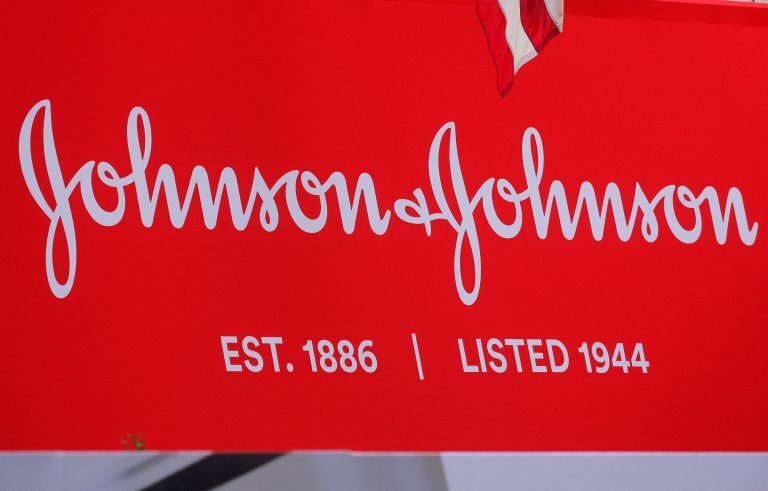 Johnson&Johnson
EST. 1886 | LISTED 1944